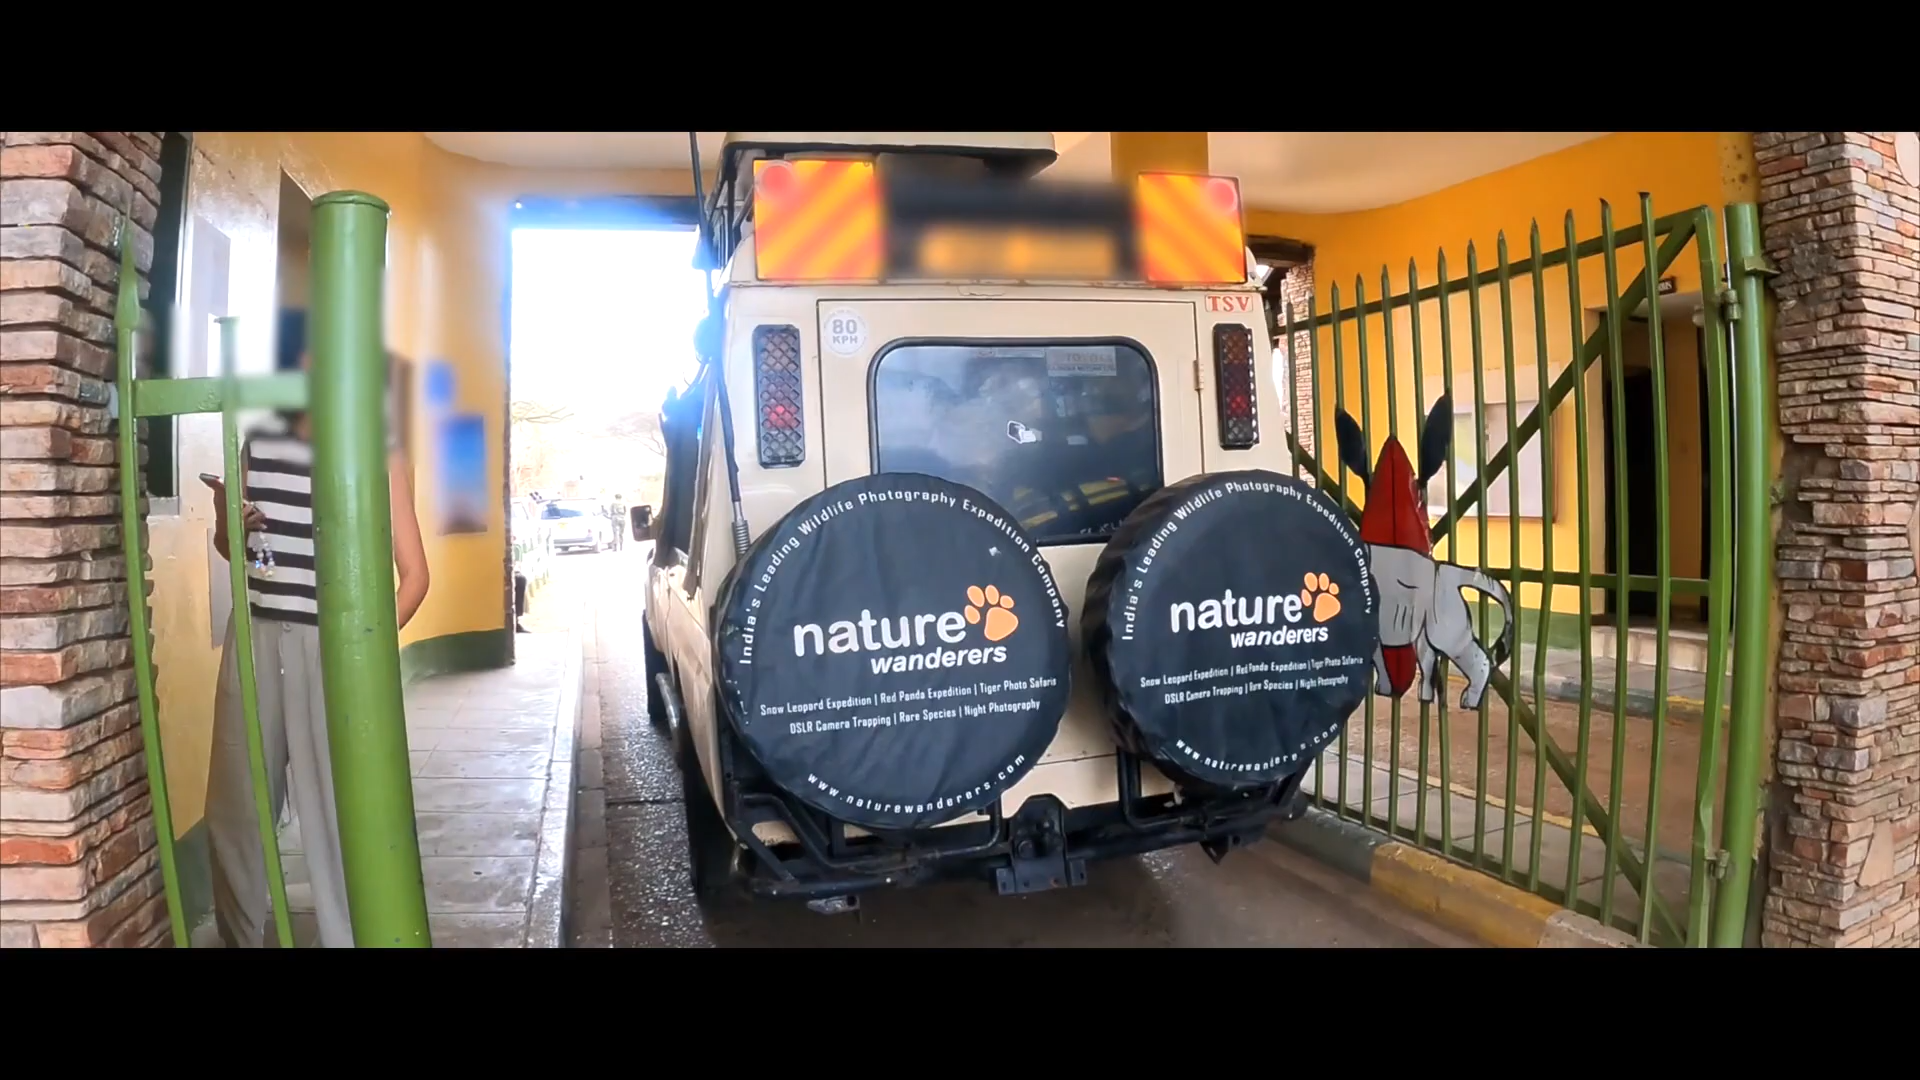 TSV
80
KPH
TOYOTA
India's Leading Wildlife Photography Expedition Company
nature
wanderers
Snow Leopard Expedition | Red Panda Expedition | Tiger Photo Safaris
DSLR Camera Trapping | Rare Species | Night Photography
www.naturewanderers.com
India's Leading Wildlife Photography Expedition Company
nature
wanderers
Snow Leopard Expedition | Red Panda Expedition | Tiger Photo Safaris
DSLR Camera Trapping | Rare Species | Night Photography
www.naturewanderers.com